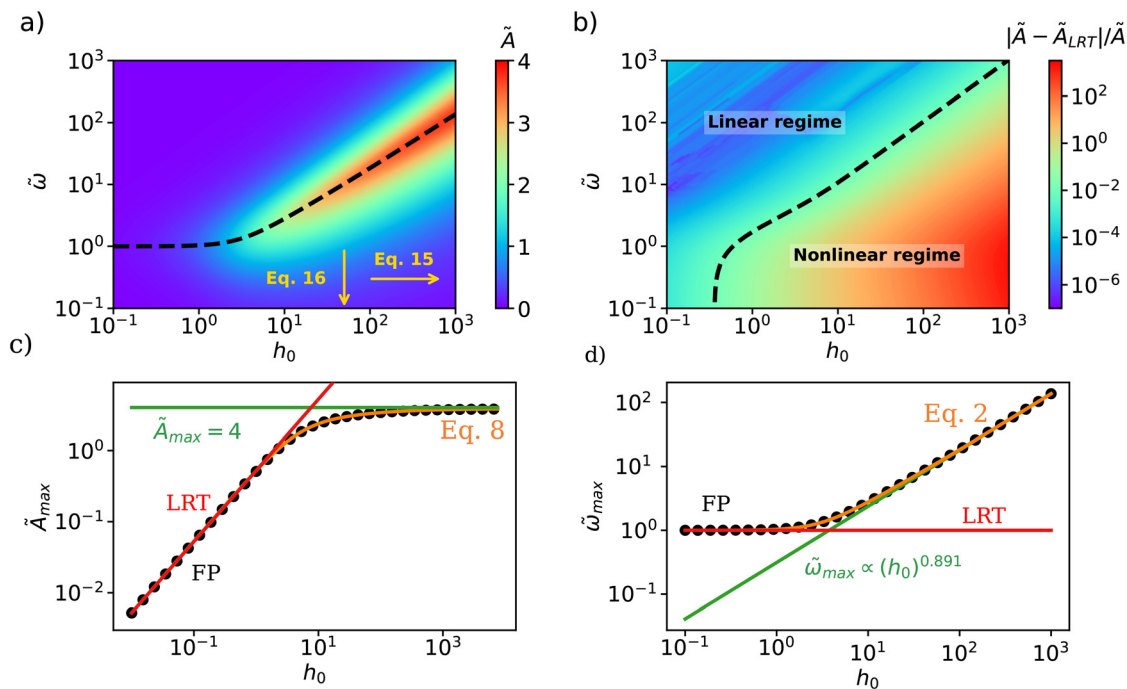 a)
Ã
10³
10²
10¹
10⁰
10⁻¹
ω̃
10⁻¹
10⁰
10¹
10²
10³
h₀
Eq. 16
Eq. 15
4
3
2
1
0
b)
|Ã − Ã_LRT|/Ã
10³
10²
10¹
10⁰
10⁻¹
ω̃
Linear regime
Nonlinear regime
10⁻¹
10⁰
10¹
10²
10³
h₀
10²
10⁰
10⁻²
10⁻⁴
10⁻⁶
c)
Ã_max
10⁰
10⁻¹
10⁻²
Ã_max = 4
Eq. 8
LRT
FP
10⁻¹
10¹
10³
h₀
d)
ω̃_max
10²
10¹
10⁰
10⁻¹
Eq. 2
FP
LRT
ω̃_max ∝ (h₀)^0.891
10⁻¹
10⁰
10¹
10²
10³
h₀